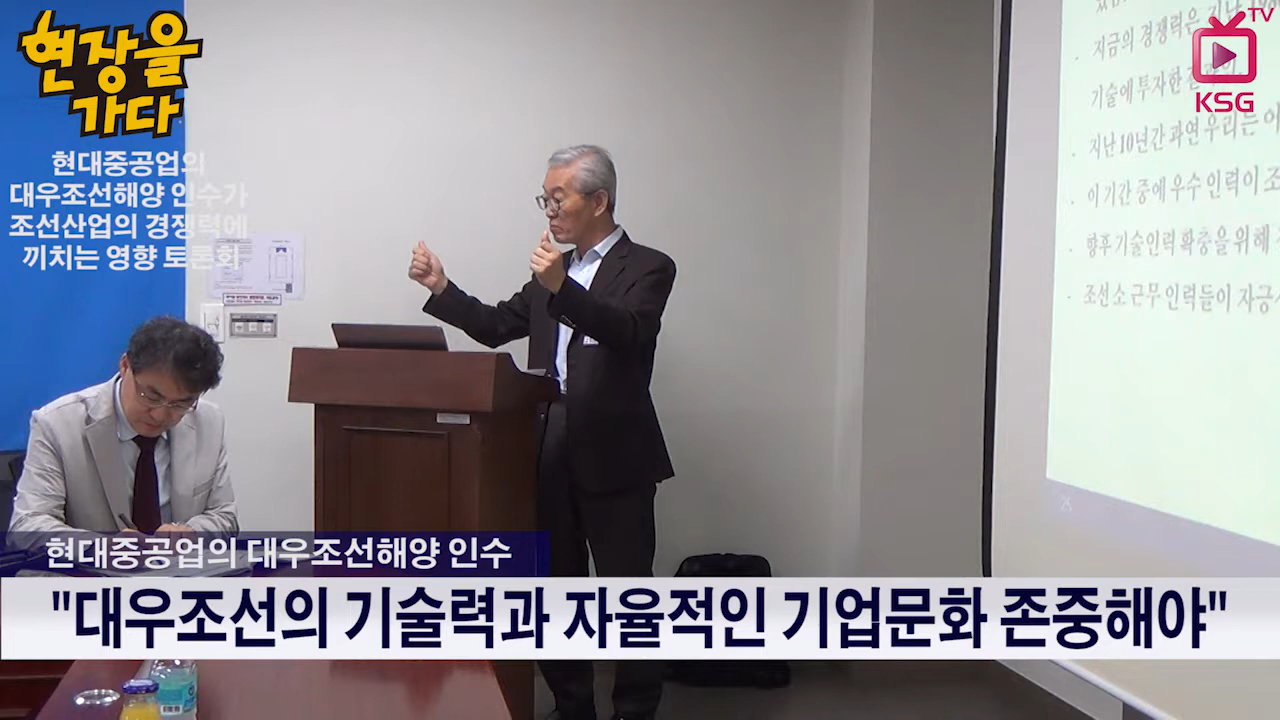 현장을
가다
현대중공업의
대우조선해양 인수가
조선산업의 경쟁력에
끼치는 영향 토론회
TV
KSG
지금의 경쟁력은 지난
기술에 투자한
지난 10년간 과연 우리는
이 기간 중에 우수 인력이
향후 기술인력 확충을 위해
조선소 근무 인력들이 자금
현대중공업의 대우조선해양 인수
"대우조선의 기술력과 자율적인 기업문화 존중해야"